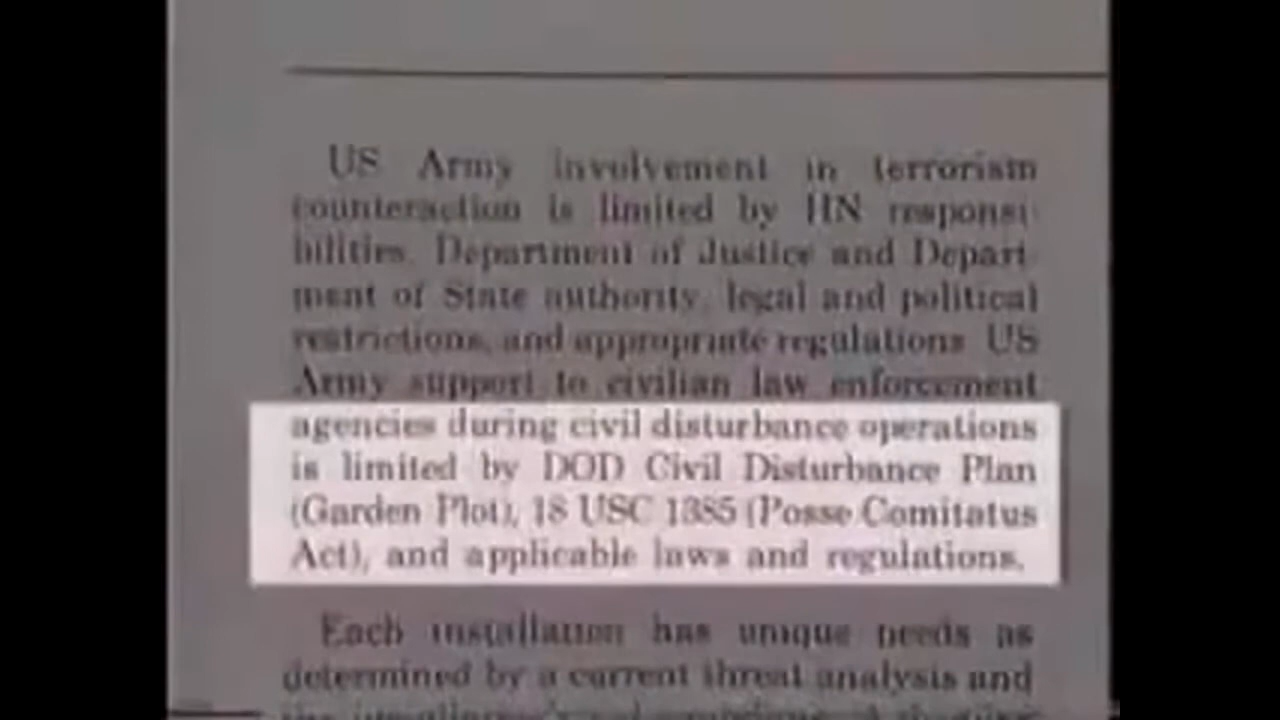 US Army involvement in terrorism
counteraction is limited by HN responsi-
bilities, Department of Justice and Depart-
ment of State authority, legal and political
restrictions, and appropriate regulations. US
Army support to civilian law enforcement
agencies during civil disturbance operations
is limited by DOD Civil Disturbance Plan
(Garden Plot), 18 USC 1385 (Posse Comitatus
Act), and applicable laws and regulations.
Each installation has unique needs as
determined by a current threat analysis and